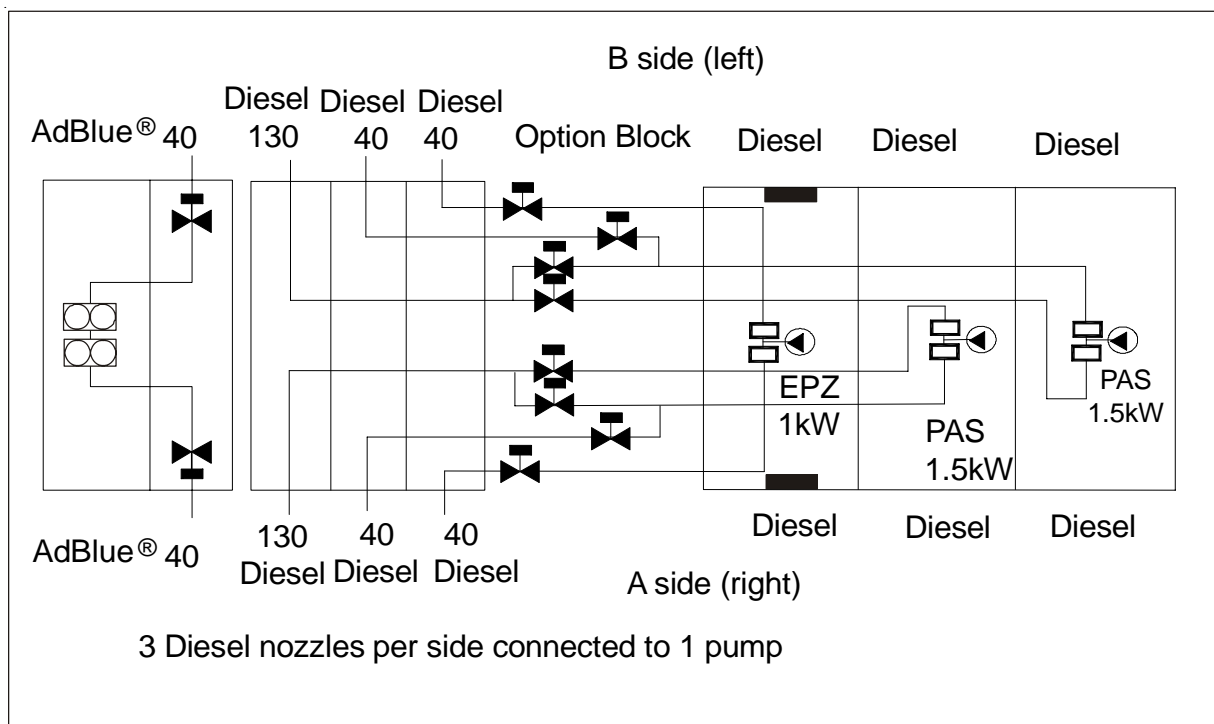 B side (left)
Diesel Diesel Diesel
AdBlue® 40 130 40 40 Option Block Diesel Diesel Diesel
EPZ
1kW
PAS
1.5kW
PAS
1.5kW
AdBlue® 40 130 40 40 Diesel Diesel Diesel
Diesel Diesel Diesel
A side (right)
3 Diesel nozzles per side connected to 1 pump